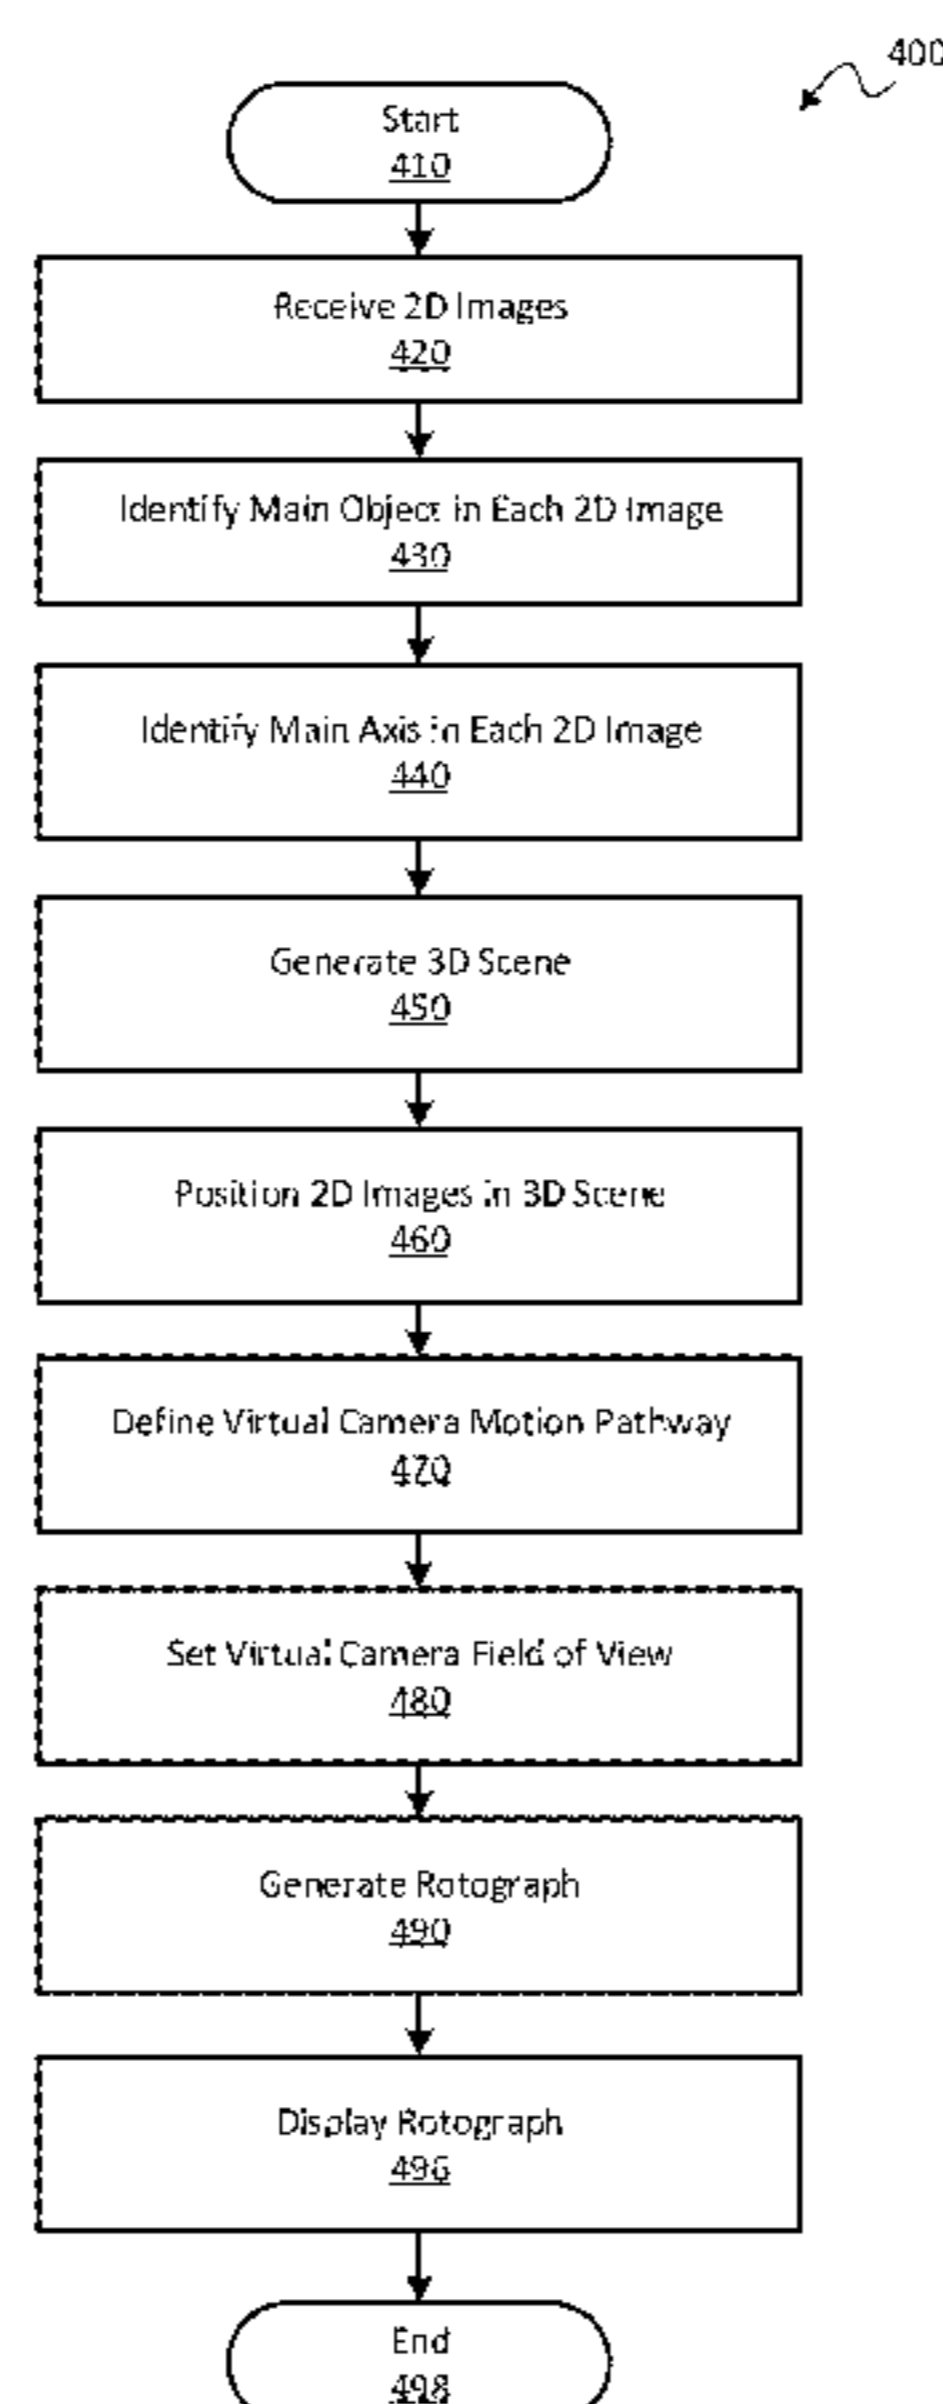 400
Start
410
Receive 2D Images
420
Identify Main Object in Each 2D Image
430
Identify Main Axis in Each 2D Image
440
Generate 3D Scene
450
Position 2D Images in 3D Scene
460
Define Virtual Camera Motion Pathway
470
Set Virtual Camera Field of View
480
Generate Rotograph
490
Display Rotograph
496
End
498